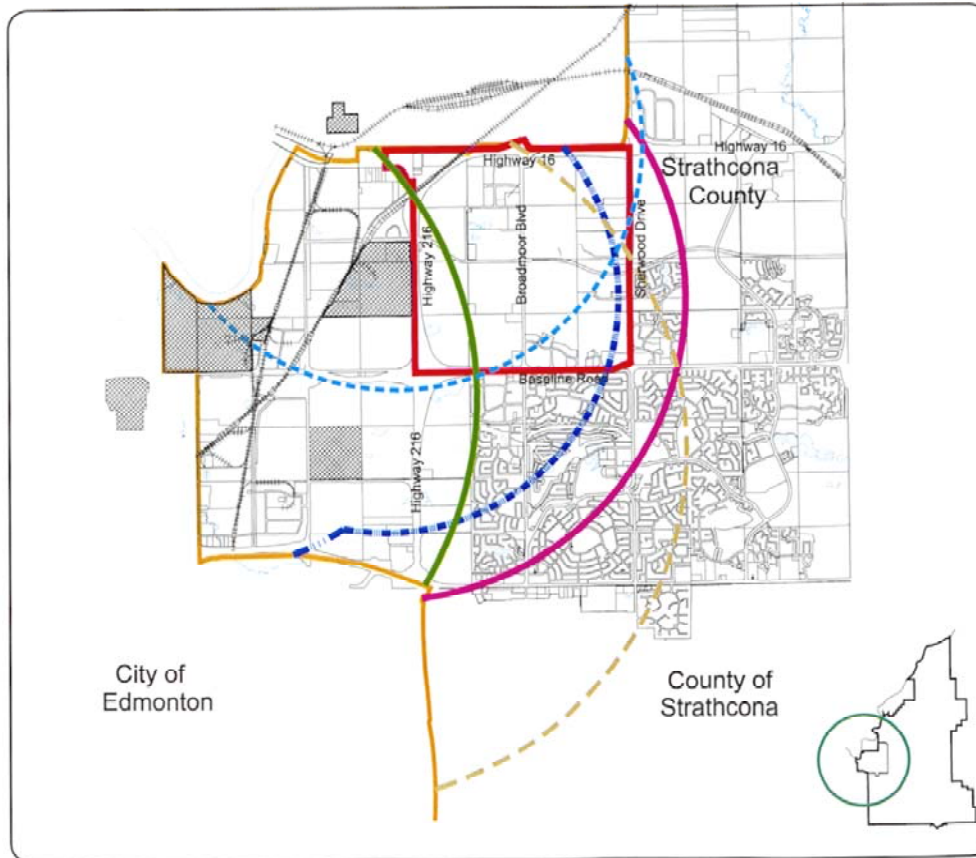 Highway 16
Highway 16
Strathcona
County
Highway 216
Broadmoor Blvd
Sherwood Drive
Baseline Road
Highway 216
City of
Edmonton
County of
Strathcona